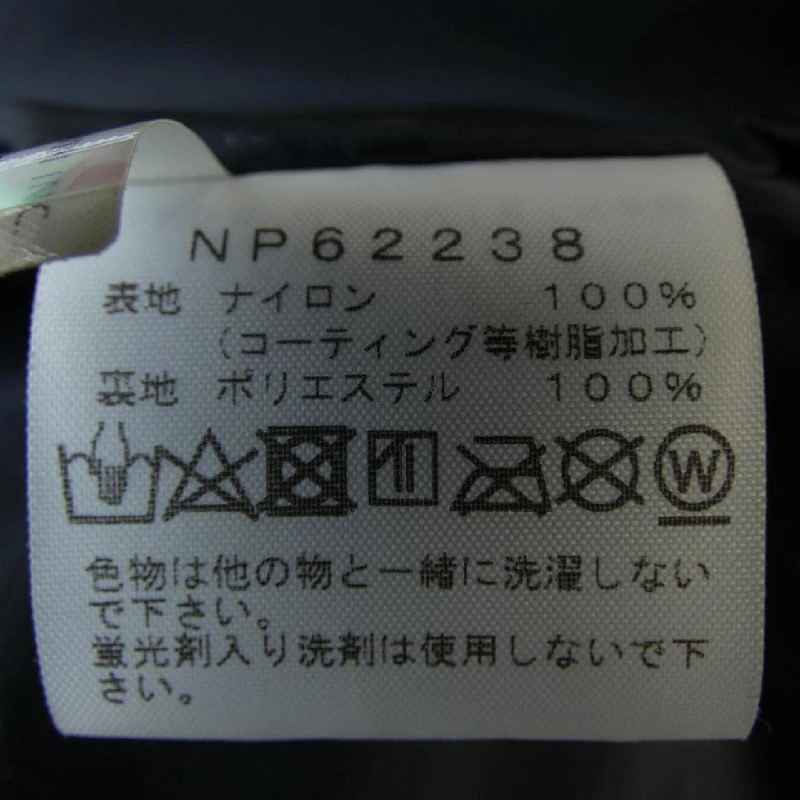 NP62238
表地 ナイロン 100%
(コーティング等樹脂加工)
裏地 ポリエステル 100%
W
色物は他の物と一緒に洗濯しない
で下さい。
蛍光剤入り洗剤は使用しないで下
さい。